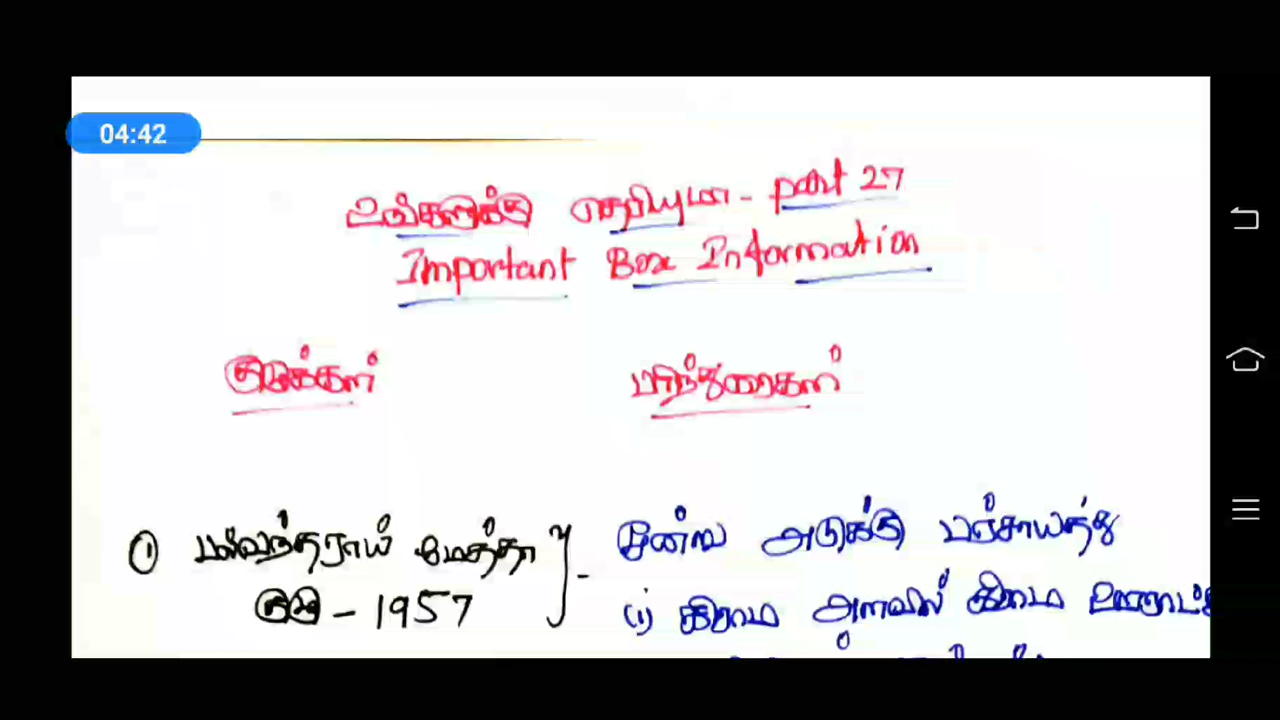 04:42
உங்களுக்கு தெரியுமா - part 27
Important Box Information
குழுக்கள் பரிந்துரைகள்
① பல்வந்தராய் மேத்தா } - மூன்று அடுக்கு பஞ்சாயத்து
குழு - 1957 (i) கிராம அளவில் கிராம